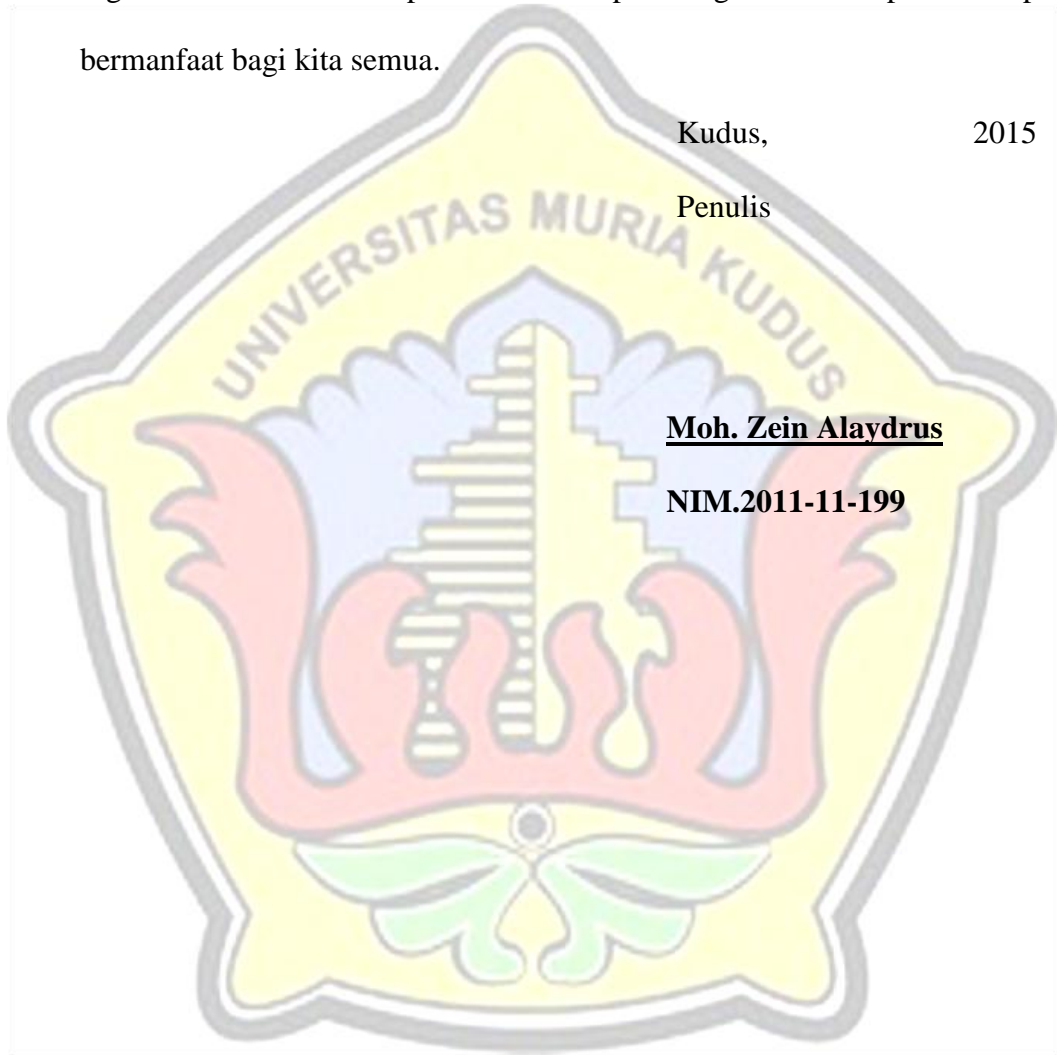 bermanfaat bagi kita semua.
Kudus, 2015
Penulis
UNIVERSITAS MURIA KUDUS
Moh. Zein Alaydrus
NIM.2011-11-199